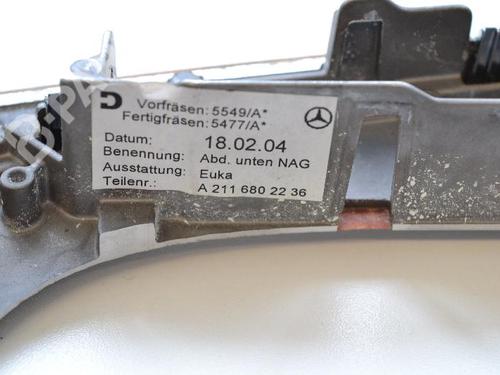 D Vorfräsen: 5549/A*
Fertigfräsen: 5477/A*
Datum: 18.02.04
Benennung: Abd. unten NAG
Ausstattung: Euka
Teilenr.: A 211 680 22 36